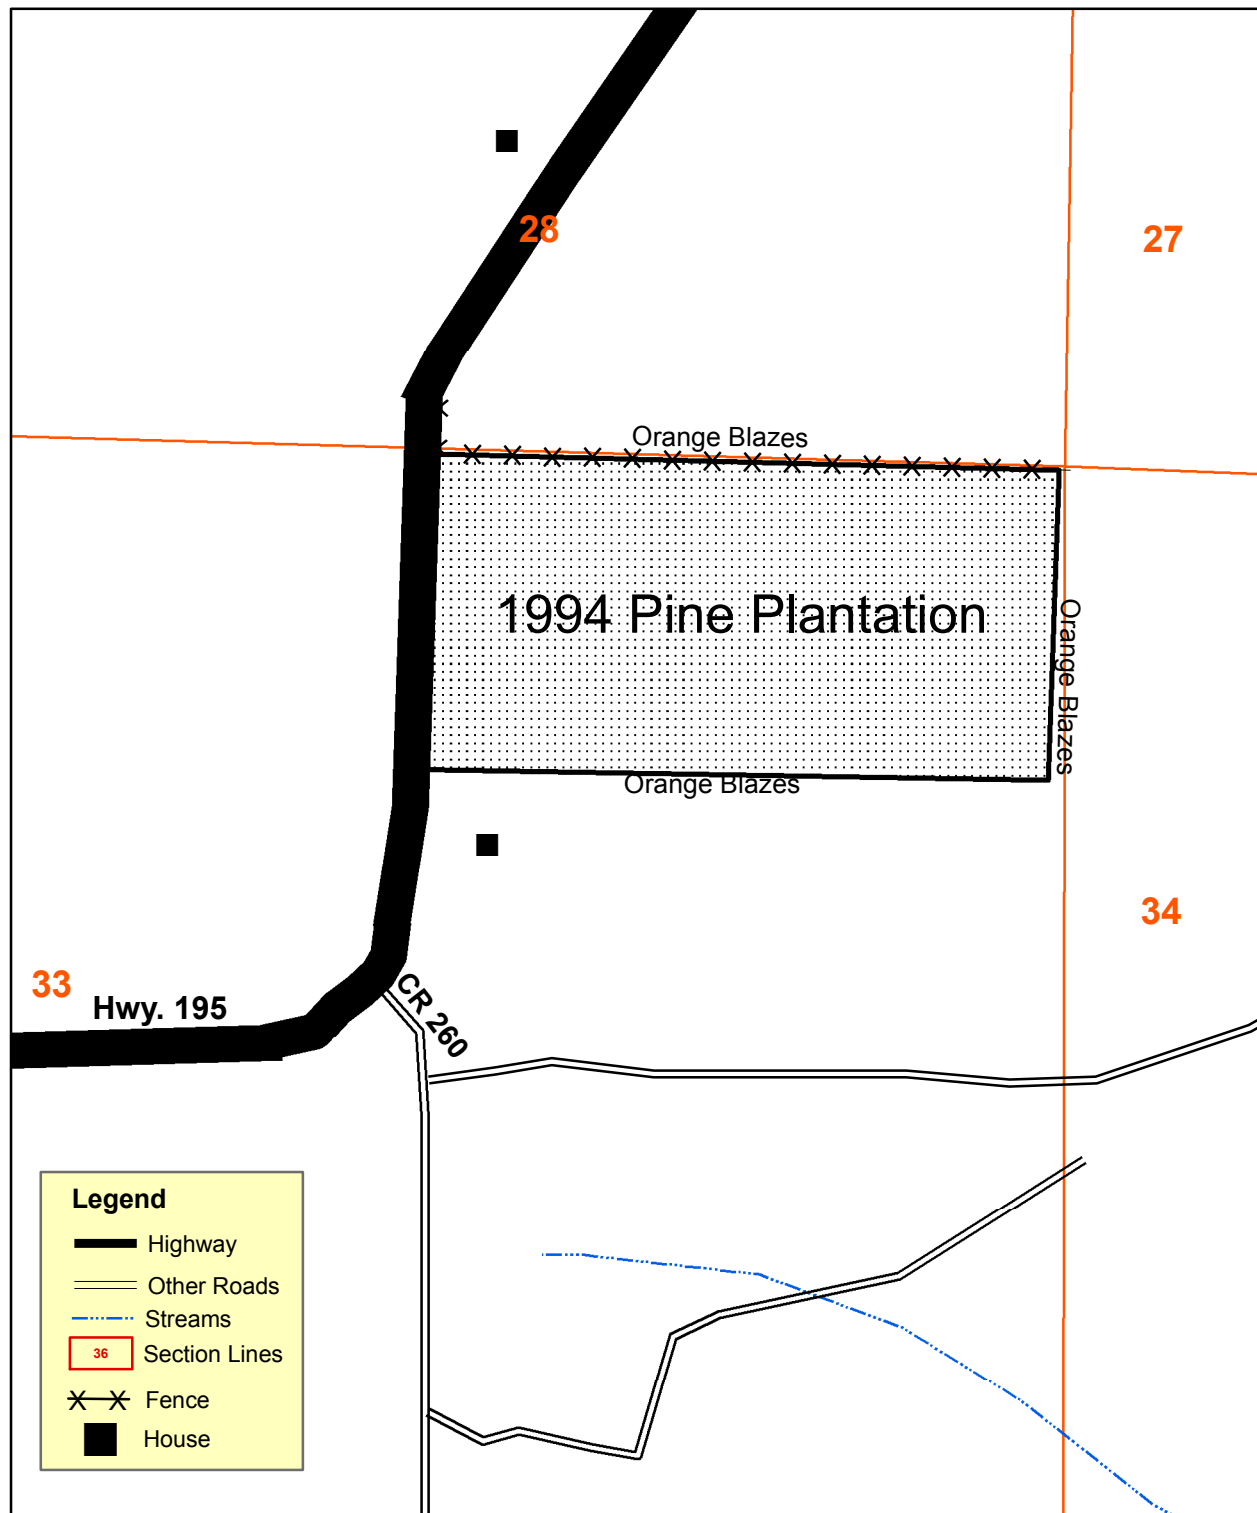 28
27
Orange Blazes
1994 Pine Plantation
Orange Blazes
Orange Blazes
34
33
Hwy. 195
CR 260
Legend
Highway
Other Roads
Streams
36 Section Lines
Fence
House